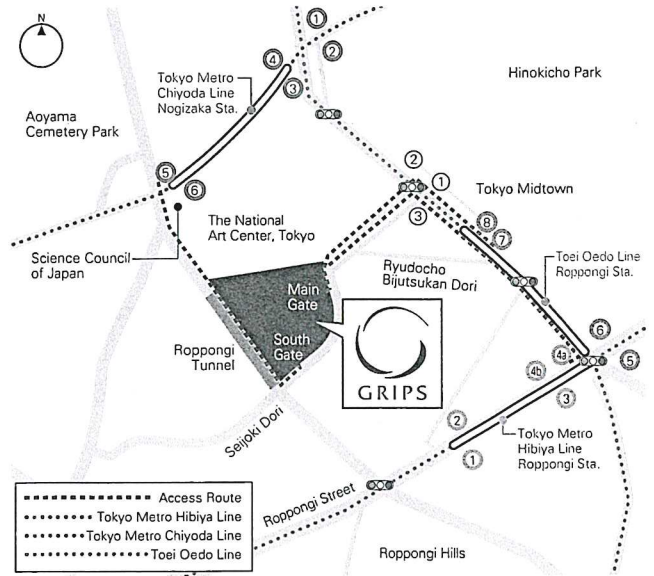 N
1
2
4
3
Tokyo Metro
Chiyoda Line
Nogizaka Sta.
Hinokicho Park
Aoyama
Cemetery Park
5
6
2
1
3
Tokyo Midtown
The National
Art Center, Tokyo
Science Council
of Japan
8
7
Toei Oedo Line
Roppongi Sta.
Ryudocho
Bijutsukan Dori
Main
Gate
South
Gate
Roppongi
Tunnel
GRIPS
6
4a
5
4b
3
2
1
Tokyo Metro
Hibiya Line
Roppongi Sta.
Seijoki Dori
Roppongi Street
Roppongi Hills
Access Route
Tokyo Metro Hibiya Line
Tokyo Metro Chiyoda Line
Toei Oedo Line